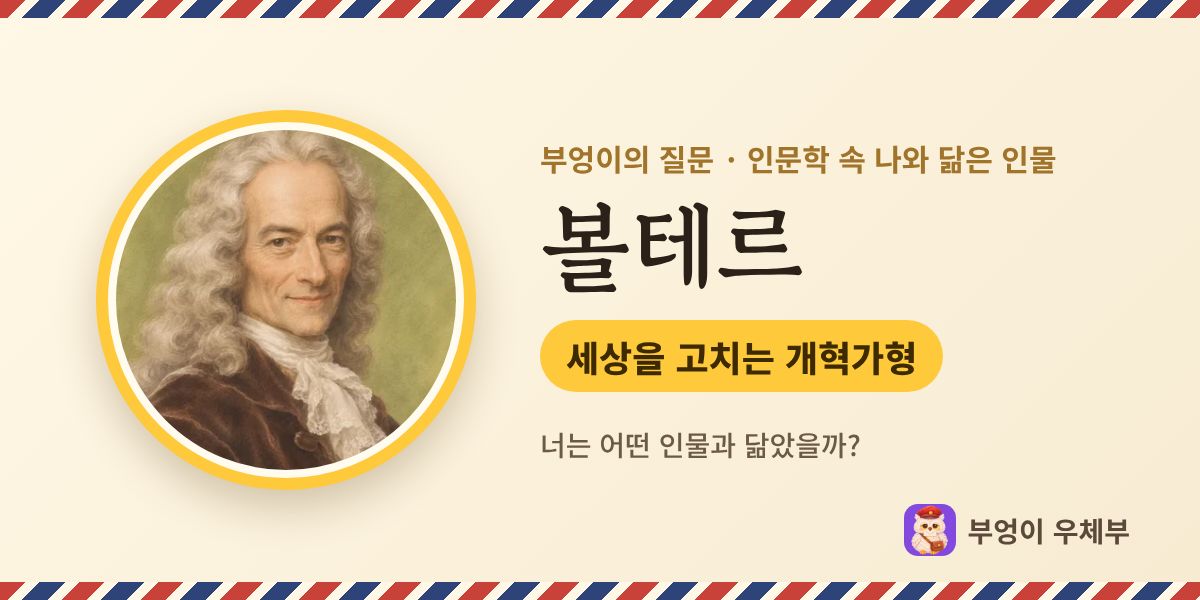 부엉이의 질문 · 인문학 속 나와 닮은 인물
볼테르
세상을 고치는 개혁가형
너는 어떤 인물과 닮았을까?
부엉이 우체부